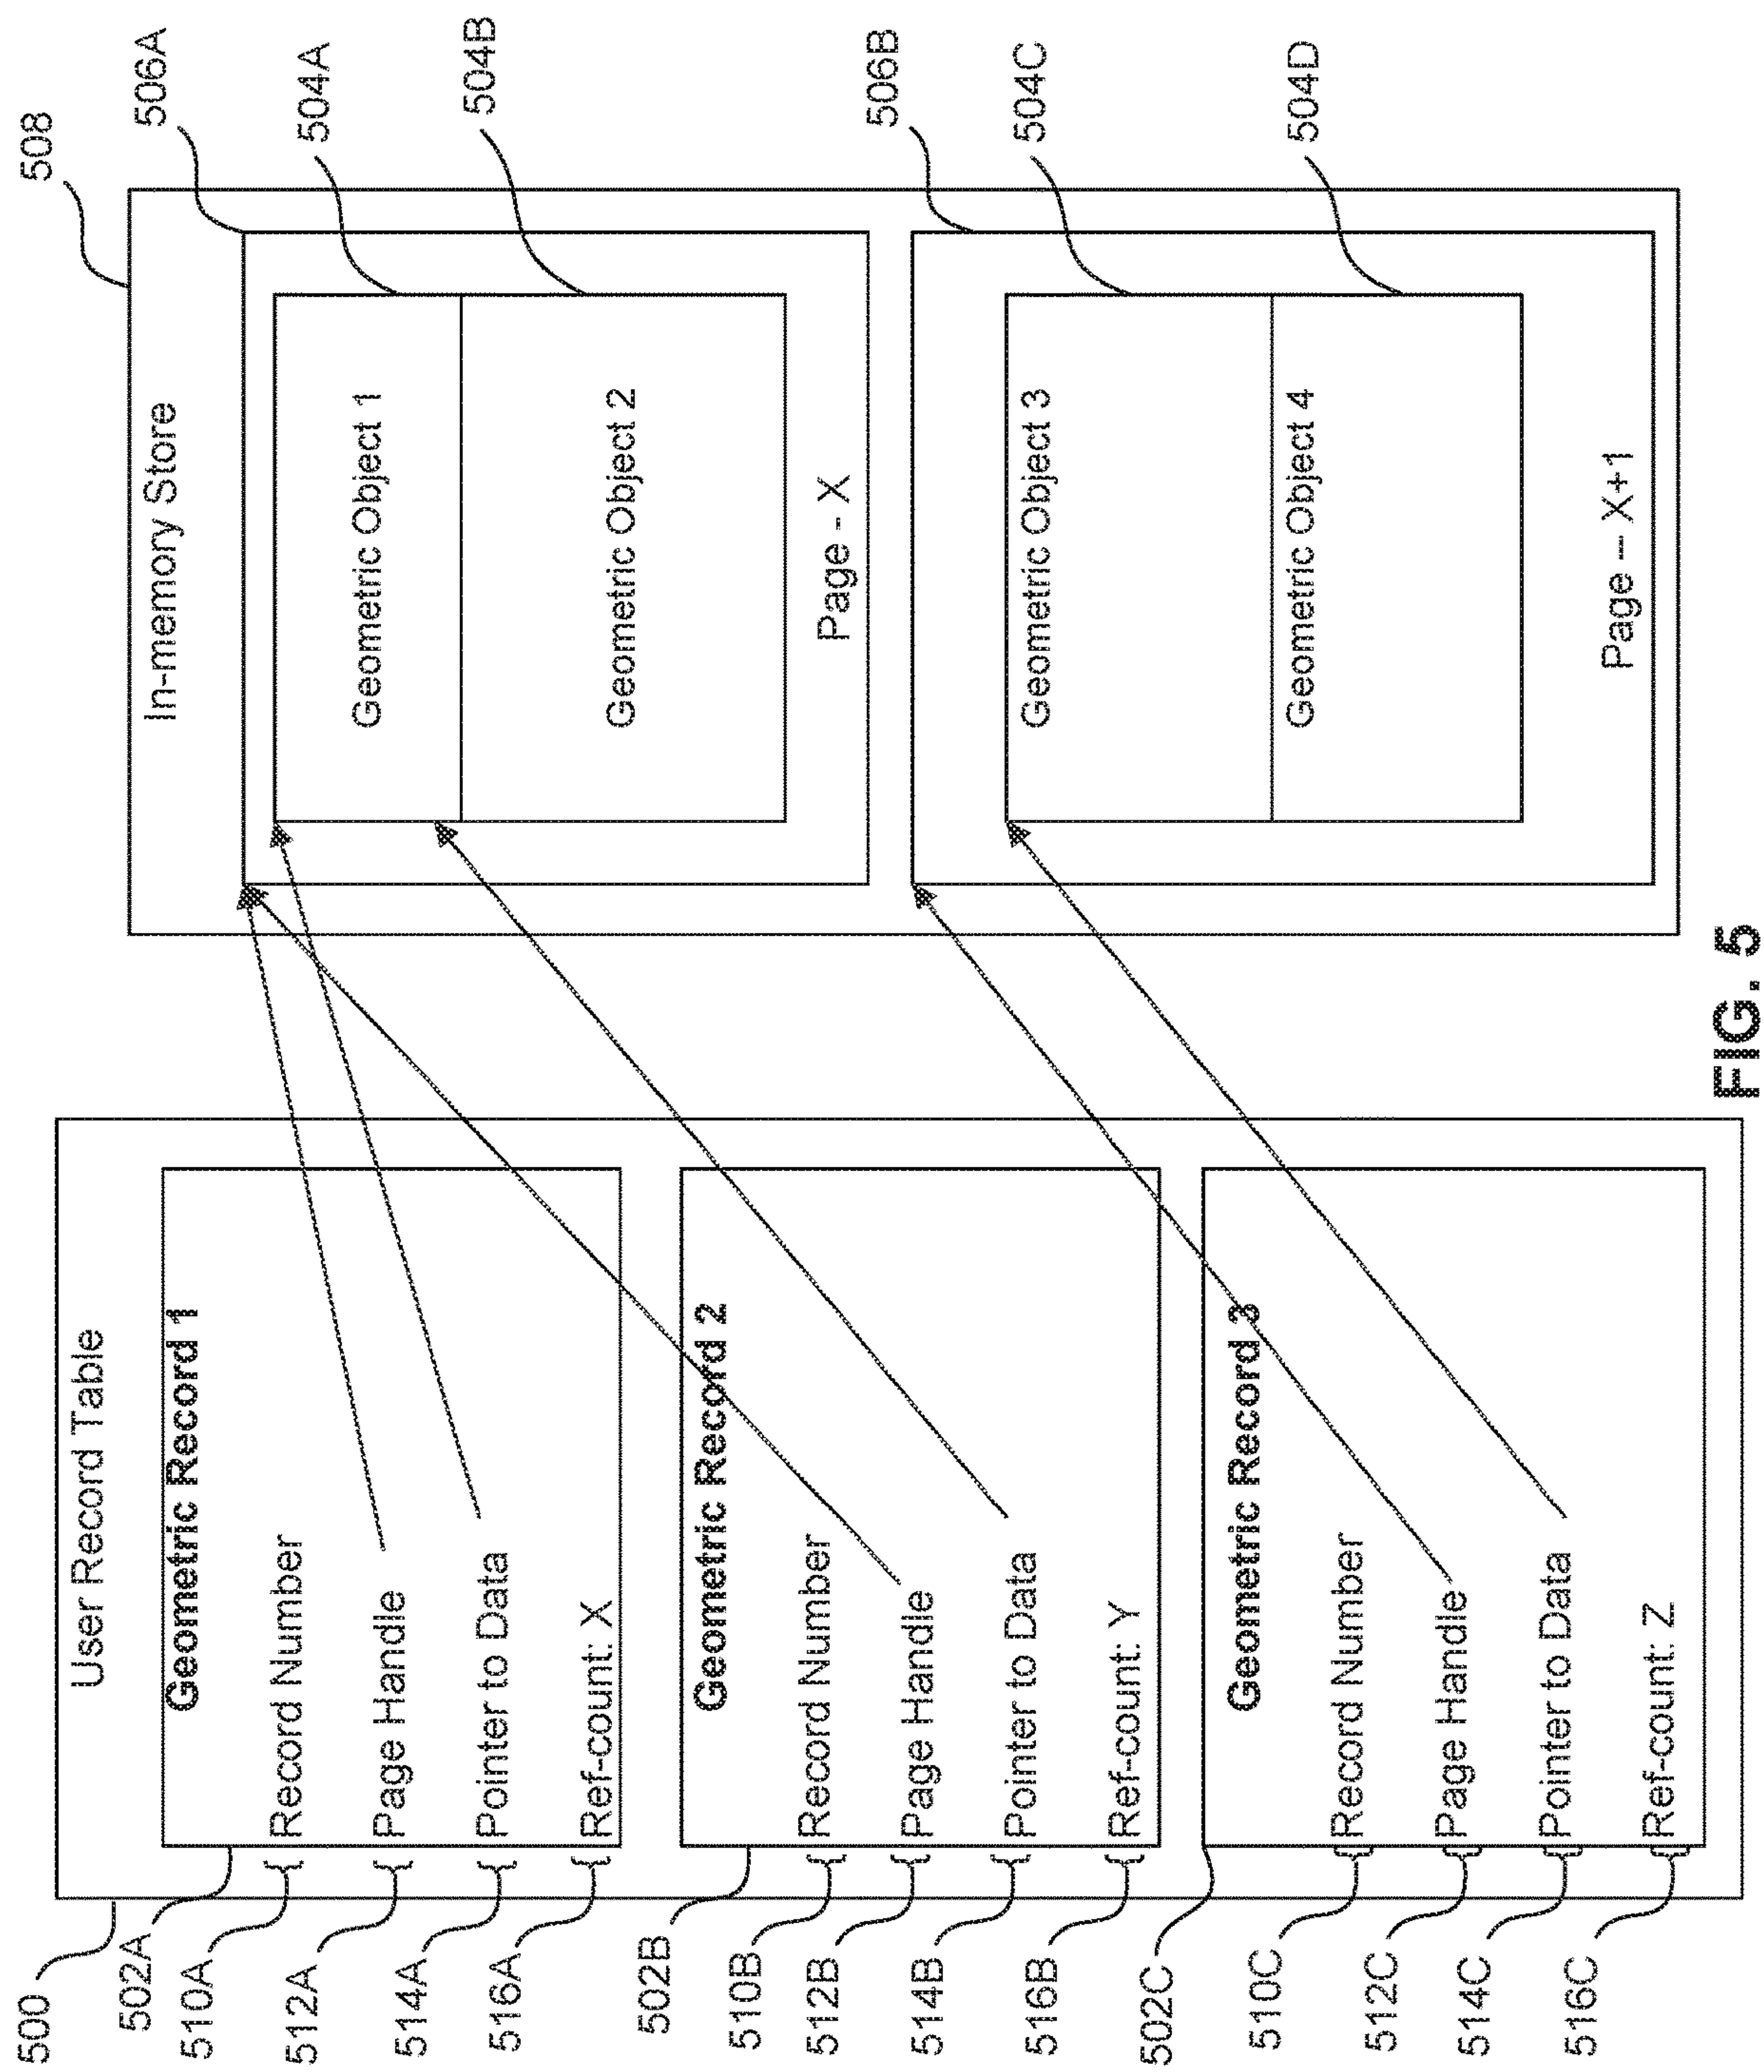 500
User Record Table
502A
Geometric Record 1
510A
Record Number
512A
Page Handle
514A
Pointer to Data
516A
Ref-count: X
502B
Geometric Record 2
510B
Record Number
512B
Page Handle
514B
Pointer to Data
516B
Ref-count: Y
502C
Geometric Record 3
510C
Record Number
512C
Page Handle
514C
Pointer to Data
516C
Ref-count: Z
508
In-memory Store
506A
504A
Geometric Object 1
504B
Geometric Object 2
Page - X
506B
504C
Geometric Object 3
504D
Geometric Object 4
Page -- X+1
FIG. 5